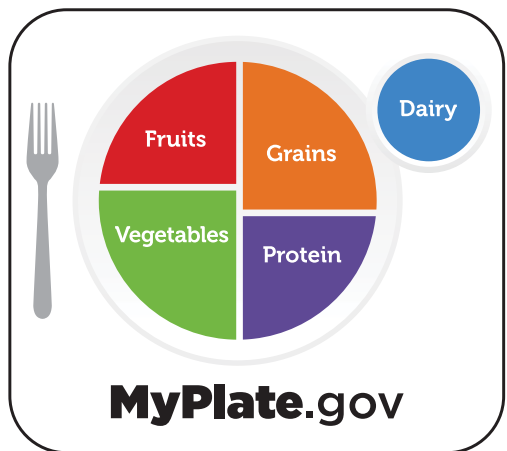 Dairy
Fruits
Grains
Vegetables
Protein
MyPlate.gov